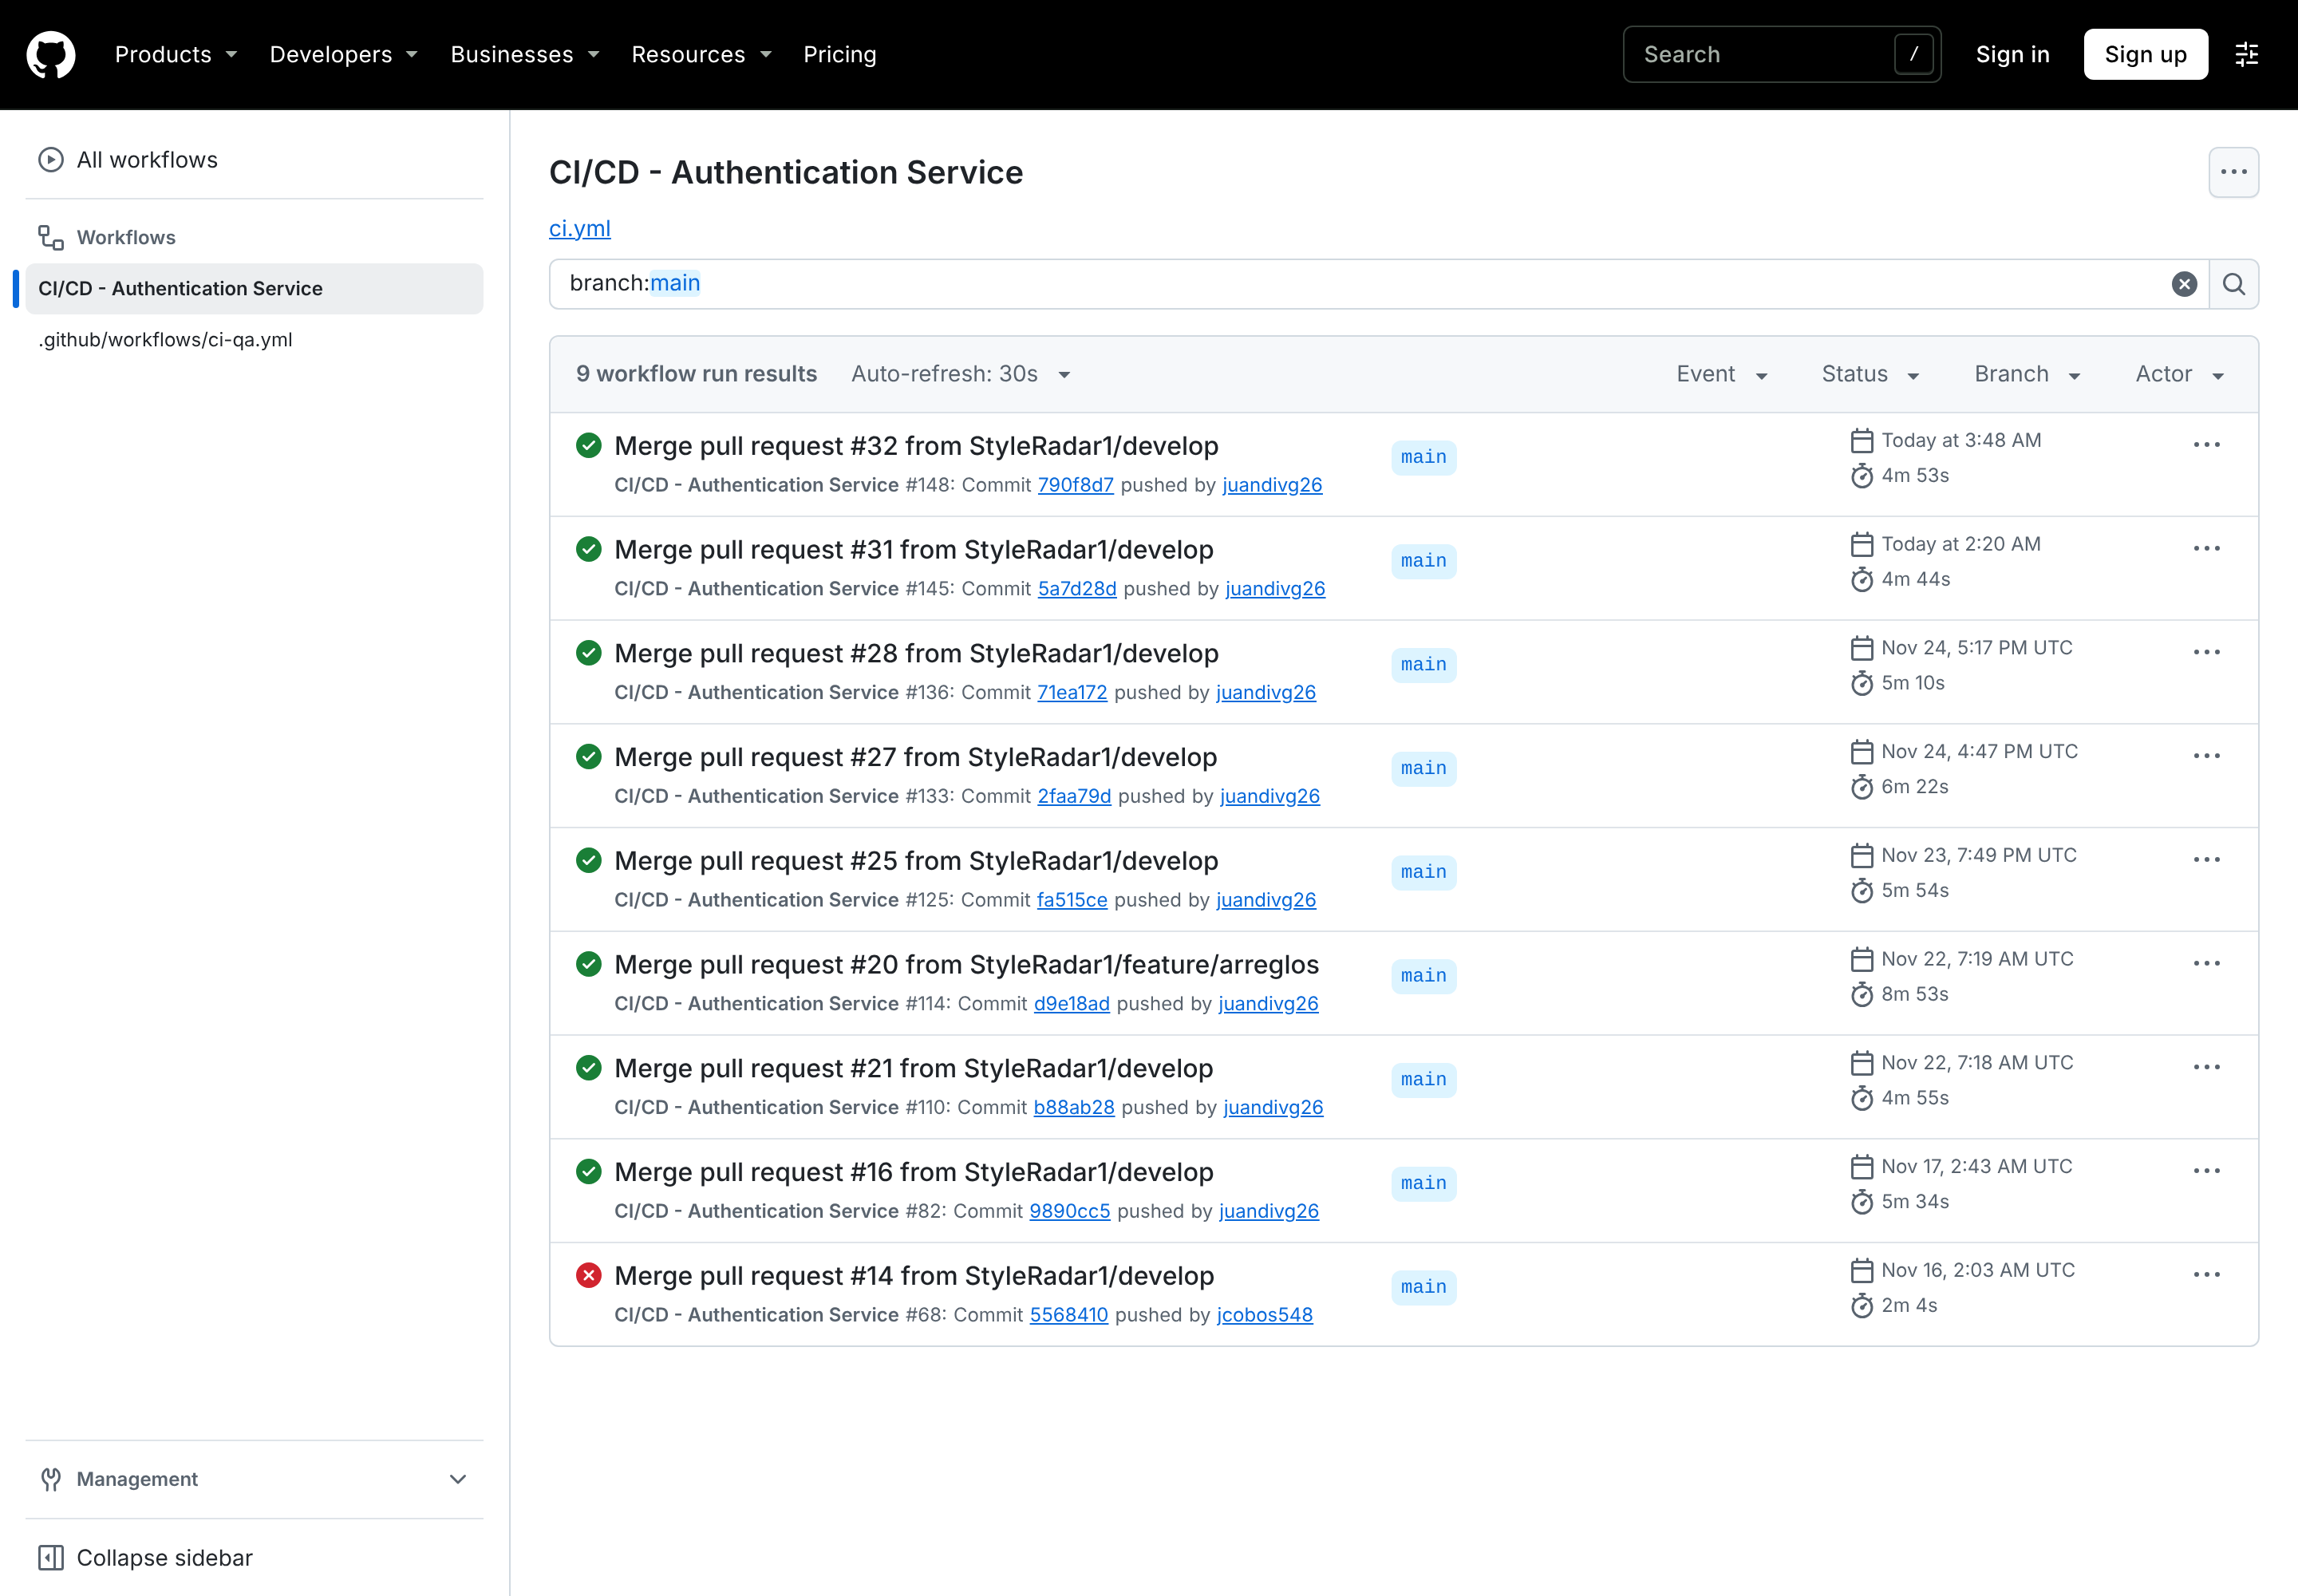 Products Developers Businesses Resources Pricing Search / Sign in Sign up
All workflows
Workflows
CI/CD - Authentication Service
.github/workflows/ci-qa.yml
Management
Collapse sidebar
CI/CD - Authentication Service
ci.yml
branch:main
9 workflow run results Auto-refresh: 30s Event Status Branch Actor
Merge pull request #32 from StyleRadar1/develop
CI/CD - Authentication Service #148: Commit 790f8d7 pushed by juandivg26
main
Today at 3:48 AM
4m 53s
Merge pull request #31 from StyleRadar1/develop
CI/CD - Authentication Service #145: Commit 5a7d28d pushed by juandivg26
main
Today at 2:20 AM
4m 44s
Merge pull request #28 from StyleRadar1/develop
CI/CD - Authentication Service #136: Commit 71ea172 pushed by juandivg26
main
Nov 24, 5:17 PM UTC
5m 10s
Merge pull request #27 from StyleRadar1/develop
CI/CD - Authentication Service #133: Commit 2faa79d pushed by juandivg26
main
Nov 24, 4:47 PM UTC
6m 22s
Merge pull request #25 from StyleRadar1/develop
CI/CD - Authentication Service #125: Commit fa515ce pushed by juandivg26
main
Nov 23, 7:49 PM UTC
5m 54s
Merge pull request #20 from StyleRadar1/feature/arreglos
CI/CD - Authentication Service #114: Commit d9e18ad pushed by juandivg26
main
Nov 22, 7:19 AM UTC
8m 53s
Merge pull request #21 from StyleRadar1/develop
CI/CD - Authentication Service #110: Commit b88ab28 pushed by juandivg26
main
Nov 22, 7:18 AM UTC
4m 55s
Merge pull request #16 from StyleRadar1/develop
CI/CD - Authentication Service #82: Commit 9890cc5 pushed by juandivg26
main
Nov 17, 2:43 AM UTC
5m 34s
Merge pull request #14 from StyleRadar1/develop
CI/CD - Authentication Service #68: Commit 5568410 pushed by jcobos548
main
Nov 16, 2:03 AM UTC
2m 4s